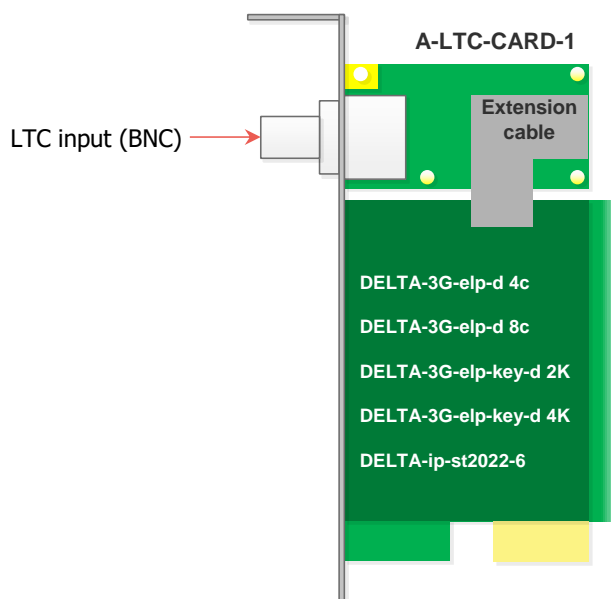 A-LTC-CARD-1
Extension
cable
LTC input (BNC)
DELTA-3G-elp-d 4c
DELTA-3G-elp-d 8c
DELTA-3G-elp-key-d 2K
DELTA-3G-elp-key-d 4K
DELTA-ip-st2022-6